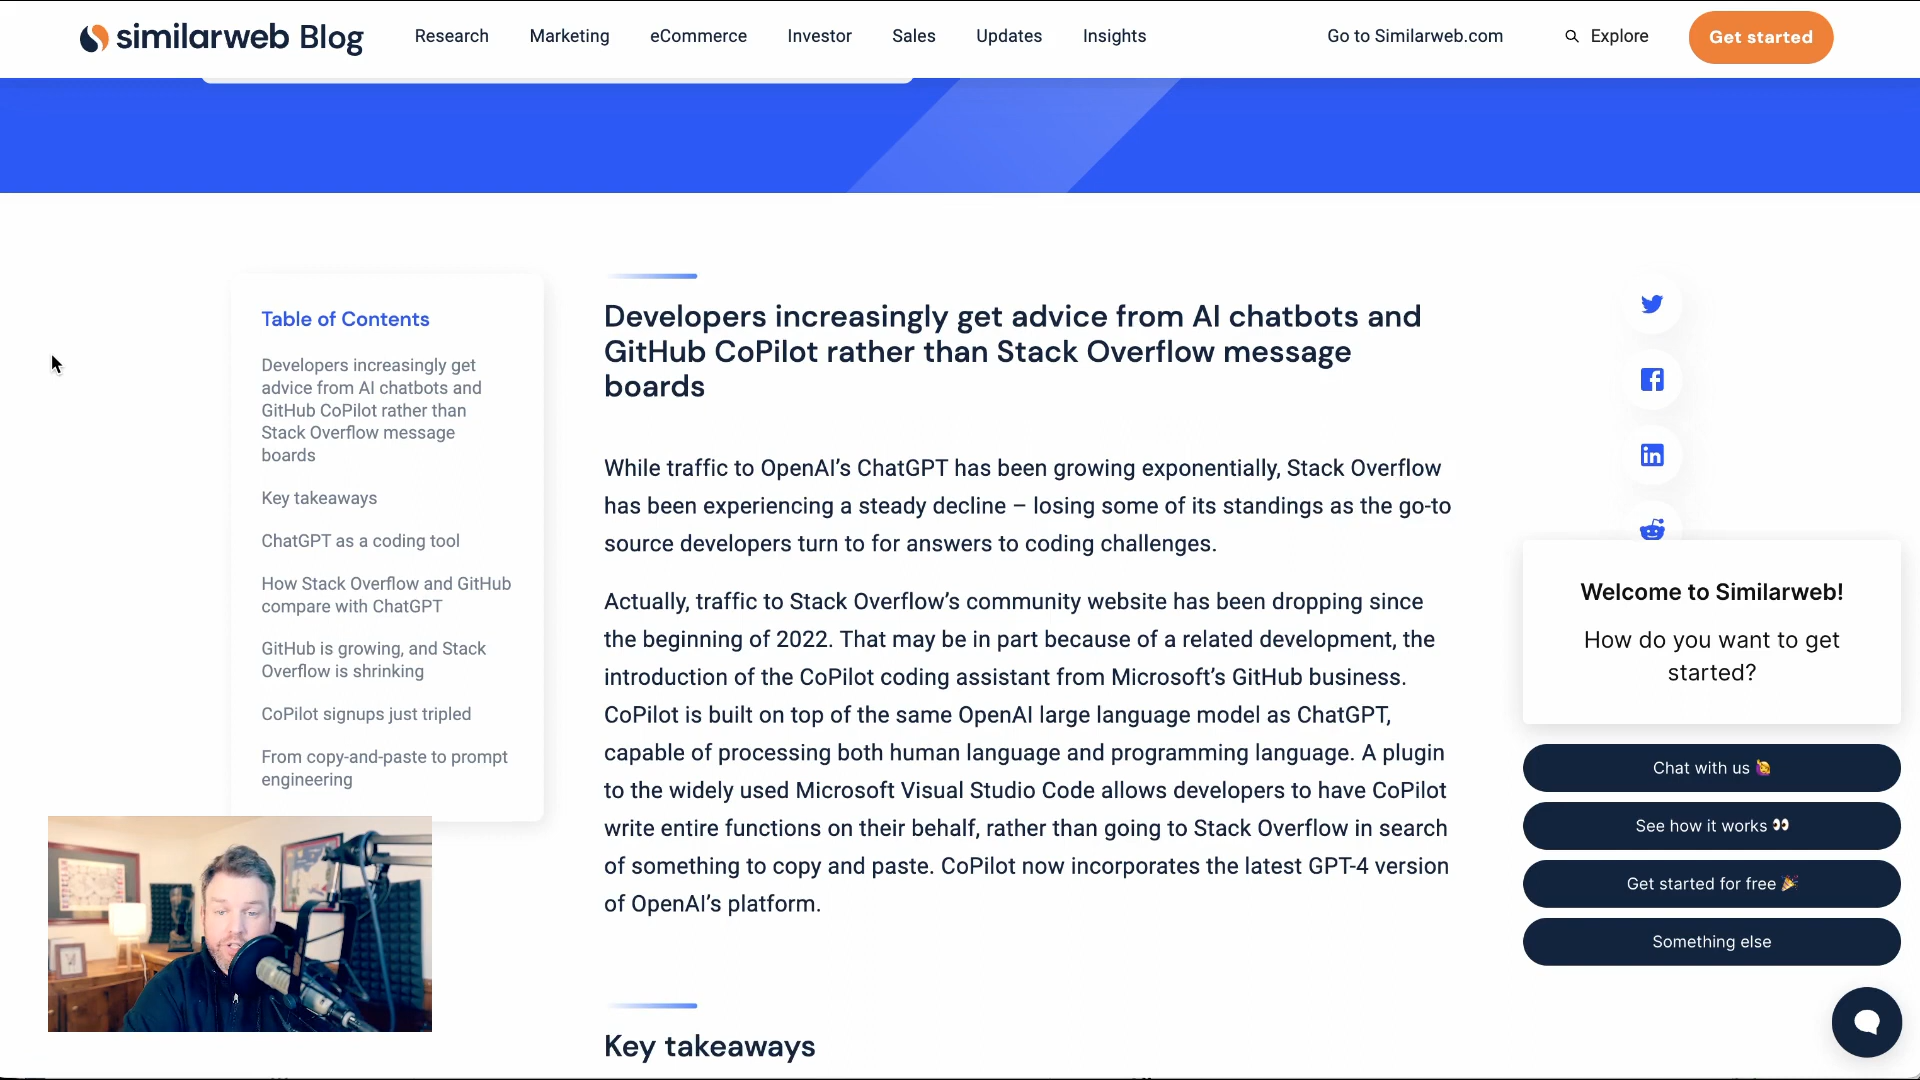 similarweb Blog
Research
Marketing
eCommerce
Investor
Sales
Updates
Insights
Go to Similarweb.com
Explore
Get started
Table of Contents
Developers increasingly get
advice from AI chatbots and
GitHub CoPilot rather than
Stack Overflow message
boards
Key takeaways
ChatGPT as a coding tool
How Stack Overflow and GitHub
compare with ChatGPT
GitHub is growing, and Stack
Overflow is shrinking
CoPilot signups just tripled
From copy-and-paste to prompt
engineering
Developers increasingly get advice from AI chatbots and
GitHub CoPilot rather than Stack Overflow message
boards
While traffic to OpenAI’s ChatGPT has been growing exponentially, Stack Overflow
has been experiencing a steady decline – losing some of its standings as the go-to
source developers turn to for answers to coding challenges.
Actually, traffic to Stack Overflow’s community website has been dropping since
the beginning of 2022. That may be in part because of a related development, the
introduction of the CoPilot coding assistant from Microsoft’s GitHub business.
CoPilot is built on top of the same OpenAI large language model as ChatGPT,
capable of processing both human language and programming language. A plugin
to the widely used Microsoft Visual Studio Code allows developers to have CoPilot
write entire functions on their behalf, rather than going to Stack Overflow in search
of something to copy and paste. CoPilot now incorporates the latest GPT-4 version
of OpenAI’s platform.
Key takeaways
Welcome to Similarweb!
How do you want to get
started?
Chat with us 🙋
See how it works 👀
Get started for free 🎉
Something else